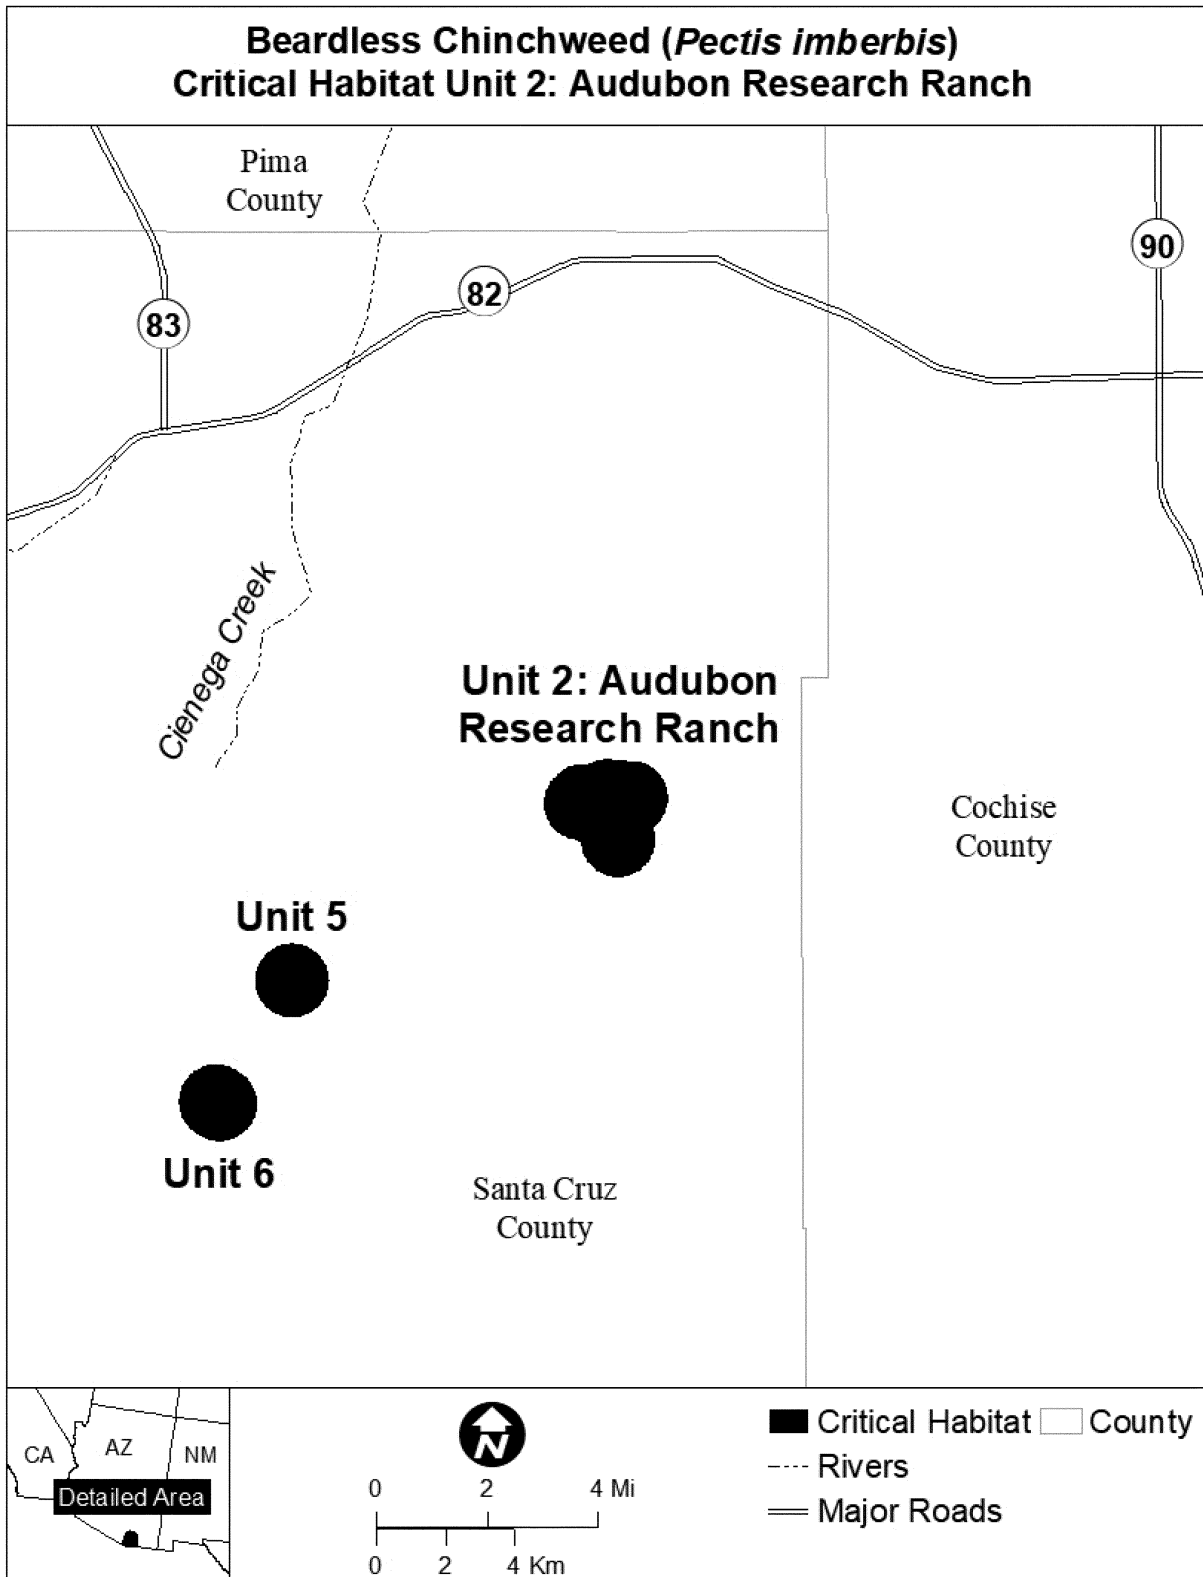 Beardless Chinchweed (Pectis imberbis)
Critical Habitat Unit 2: Audubon Research Ranch
Pima
County
90
82
83
Cienega Creek
Unit 2: Audubon
Research Ranch
Cochise
County
Unit 5
Unit 6
Santa Cruz
County
CA
AZ
NM
Detailed Area
N
0 2 4 Mi
0 2 4 Km
Critical Habitat County
Rivers
Major Roads